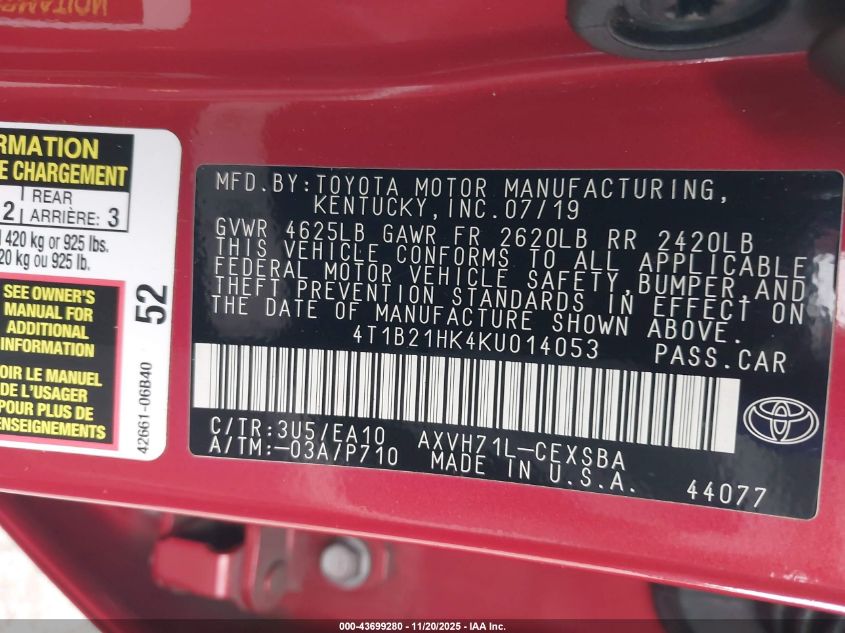 NOITAMЯO
RMATION
E CHARGEMENT
2
REAR
ARRIÈRE: 3
420 kg or 925 lbs.
20 kg ou 920 lb.
SEE OWNER'S
MANUAL FOR
ADDITIONAL
INFORMATION
OIR LE MANUEL
DE L'USAGER
POUR PLUS DE
ENSEIGNEMENTS
52
42661-06B40
MFD.BY:TOYOTA MOTOR MANUFACTURING,
KENTUCKY, INC.07/19
GVWR 4625LB GAWR FR 2620LB RR 2420LB
THIS VEHICLE CONFORMS TO ALL APPLICABLE
FEDERAL MOTOR VEHICLE SAFETY, BUMPER, AND
THEFT PREVENTION STANDARDS IN EFFECT ON
THE DATE OF MANUFACTURE SHOWN ABOVE.
4T1B21HK4KU014053 PASS.CAR
C/TR:3U5/EA10 AXVHZ1L-CEXSBA
A/TM:-03A/P710 MADE IN U.S.A.
44077
000-43699280 - 11/20/2025 - IAA Inc.